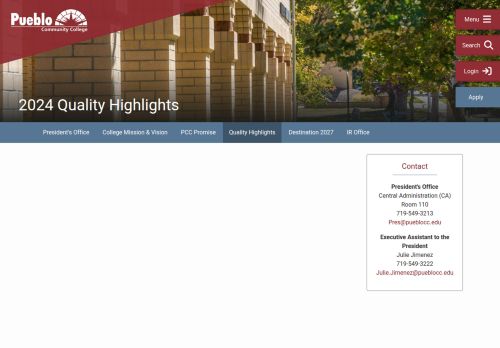 Pueblo
Community College
Menu
Search
Login
Apply
2024 Quality Highlights
President's Office
College Mission & Vision
PCC Promise
Quality Highlights
Destination 2027
IR Office
Contact
President's Office
Central Administration (CA)
Room 110
719-549-3213
Pres@pueblocc.edu
Executive Assistant to the
President
Julie Jimenez
719-549-3222
Julie.Jimenez@pueblocc.edu